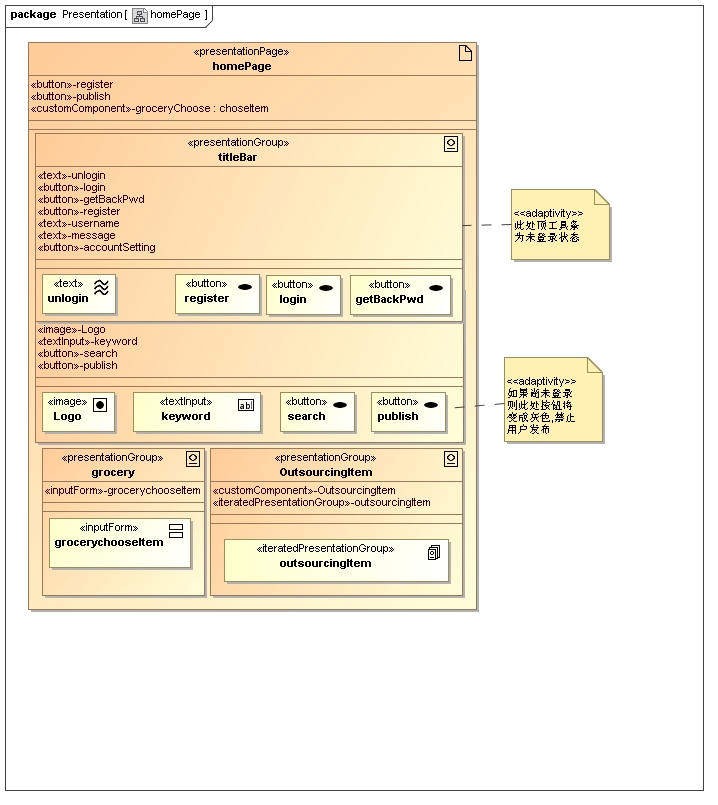 package Presentation [ homePage ]
«presentationPage»
homePage
«button»-register
«button»-publish
«customComponent»-groceryChoose : choseItem
«presentationGroup»
titleBar
«text»-unlogin
«button»-login
«button»-getBackPwd
«button»-register
«text»-username
«text»-message
«button»-accountSetting
<<adaptivity>>
此处顶工具条
为未登录状态
«text»
unlogin
«button»
register
«button»
login
«button»
getBackPwd
«image»-Logo
«textInput»-keyword
«button»-search
«button»-publish
«image»
Logo
«textInput»
keyword
ab
«button»
search
«button»
publish
<<adaptivity>>
如果尚未登录
则此处按钮将
变成灰色,禁止
用户发布
«presentationGroup»
grocery
«inputForm»-grocerychooseItem
«inputForm»
grocerychooseItem
«presentationGroup»
OutsourcingItem
«customComponent»-OutsourcingItem
«iteratedPresentationGroup»-outsourcingItem
«iteratedPresentationGroup»
outsourcingItem